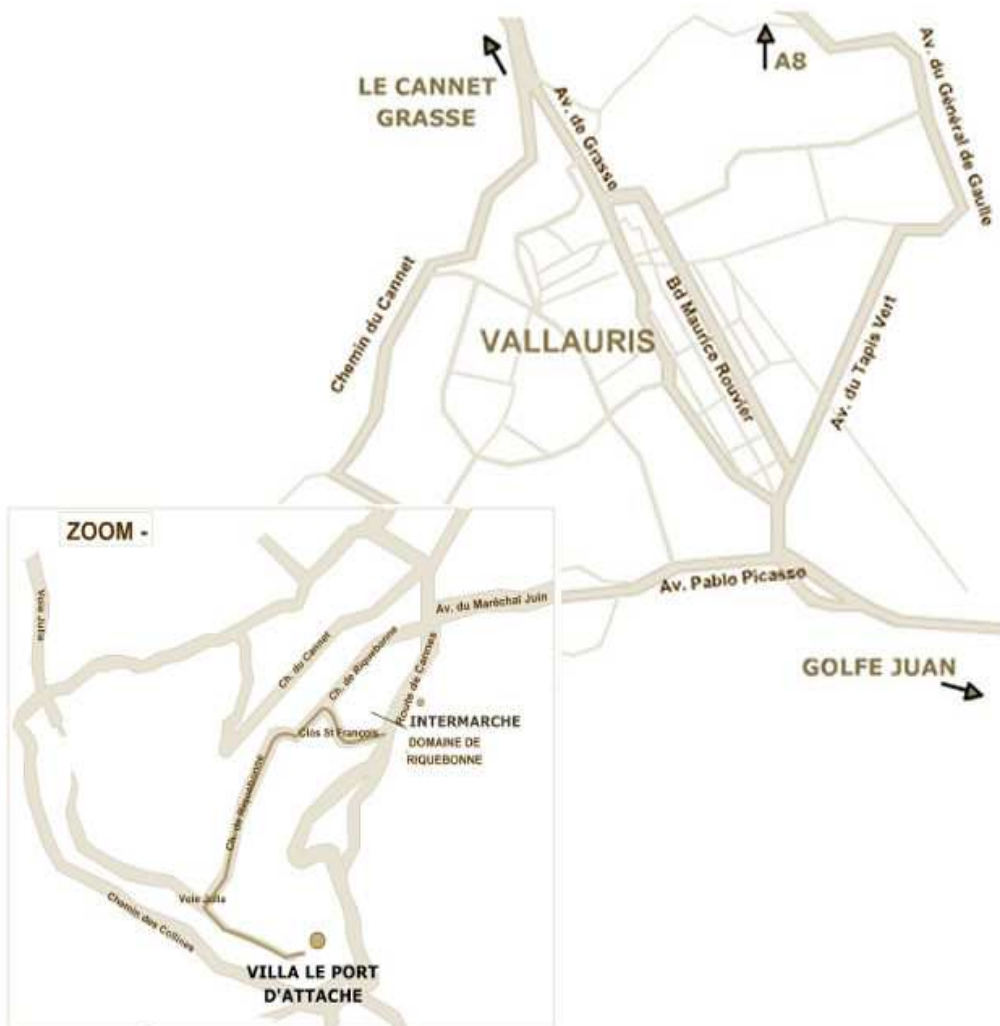 LE CANNET
GRASSE
A8
Av. du Général de Gaulle
Av. de Grasse
Chemin du Cannet
VALLAURIS
Bd Maurice Rouvier
Av. du Tapis Vert
Av. Pablo Picasso
GOLFE JUAN
ZOOM -
Voie Julia
Av. du Maréchal Juin
Ch. du Cannet
Ch. de Riquebonne
Route de Cannes
INTERMARCHE
Clos St François
DOMAINE DE
RIQUEBONNE
Ch. de Riquebonne
Voie Julia
Chemin des Collines
VILLA LE PORT
D'ATTACHE